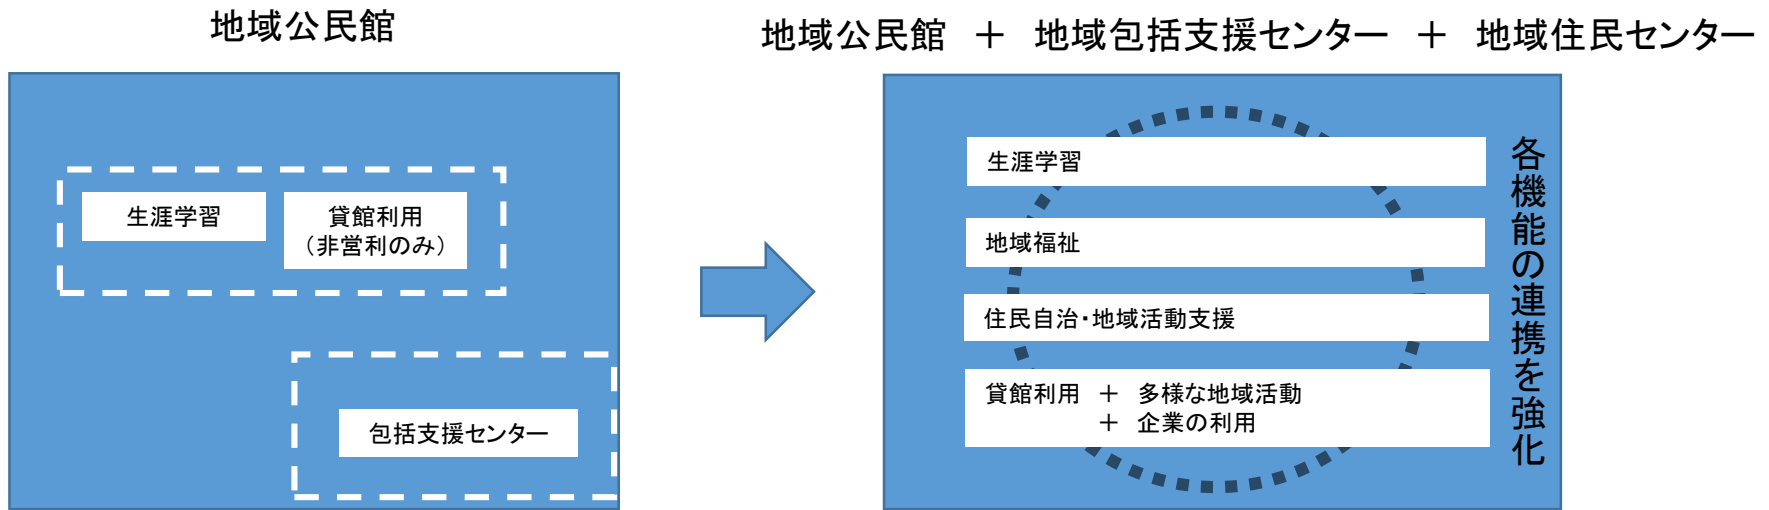 地域公民館
生涯学習
貸館利用
（非営利のみ）
包括支援センター
地域公民館　＋　地域包括支援センター　＋　地域住民センター
生涯学習
地域福祉
住民自治・地域活動支援
貸館利用　＋　多様な地域活動
＋　企業の利用
各機能の連携を強化